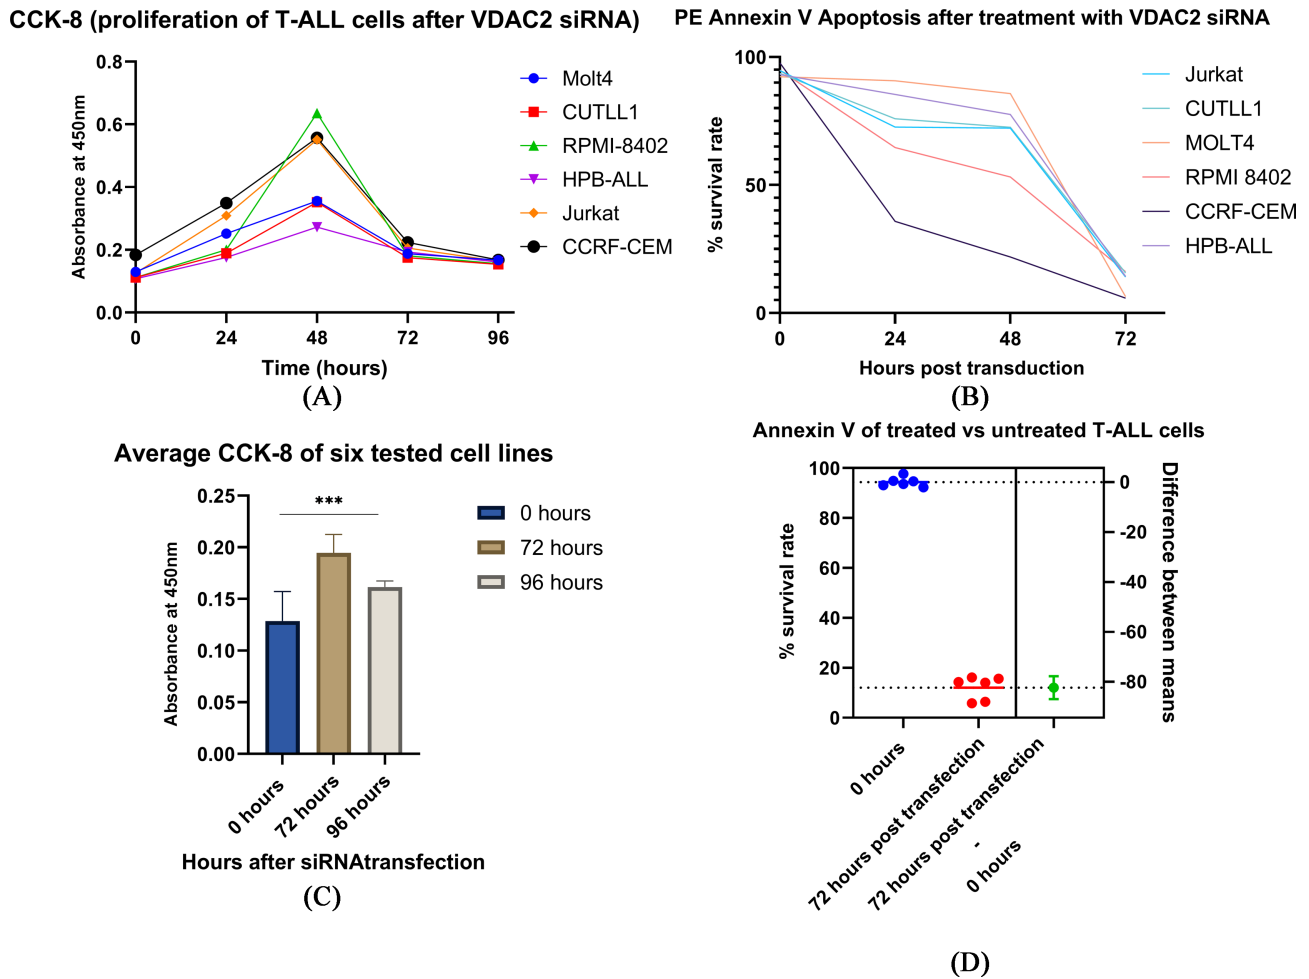 CCK-8 (proliferation of T-ALL cells after VDAC2 siRNA)
0.8
0.6
0.4
0.2
0.0
Absorbance at 450nm
0 24 48 72 96
Time (hours)
Molt4
CUTLL1
RPMI-8402
HPB-ALL
Jurkat
CCRF-CEM
(A)
PE Annexin V Apoptosis after treatment with VDAC2 siRNA
100
50
0
% survival rate
0 24 48 72
Hours post transduction
Jurkat
CUTLL1
MOLT4
RPMI 8402
CCRF-CEM
HPB-ALL
(B)
Average CCK-8 of six tested cell lines
0.25
0.20
0.15
0.10
0.05
0.00
Absorbance at 450nm
***
0 hours
72 hours
96 hours
0 hours
72 hours
96 hours
Hours after siRNAtransfection
(C)
Annexin V of treated vs untreated T-ALL cells
100
80
60
40
20
0
% survival rate
0
-20
-40
-60
-80
Difference between means
0 hours
72 hours post transfection
72 hours post transfection
-
0 hours
(D)